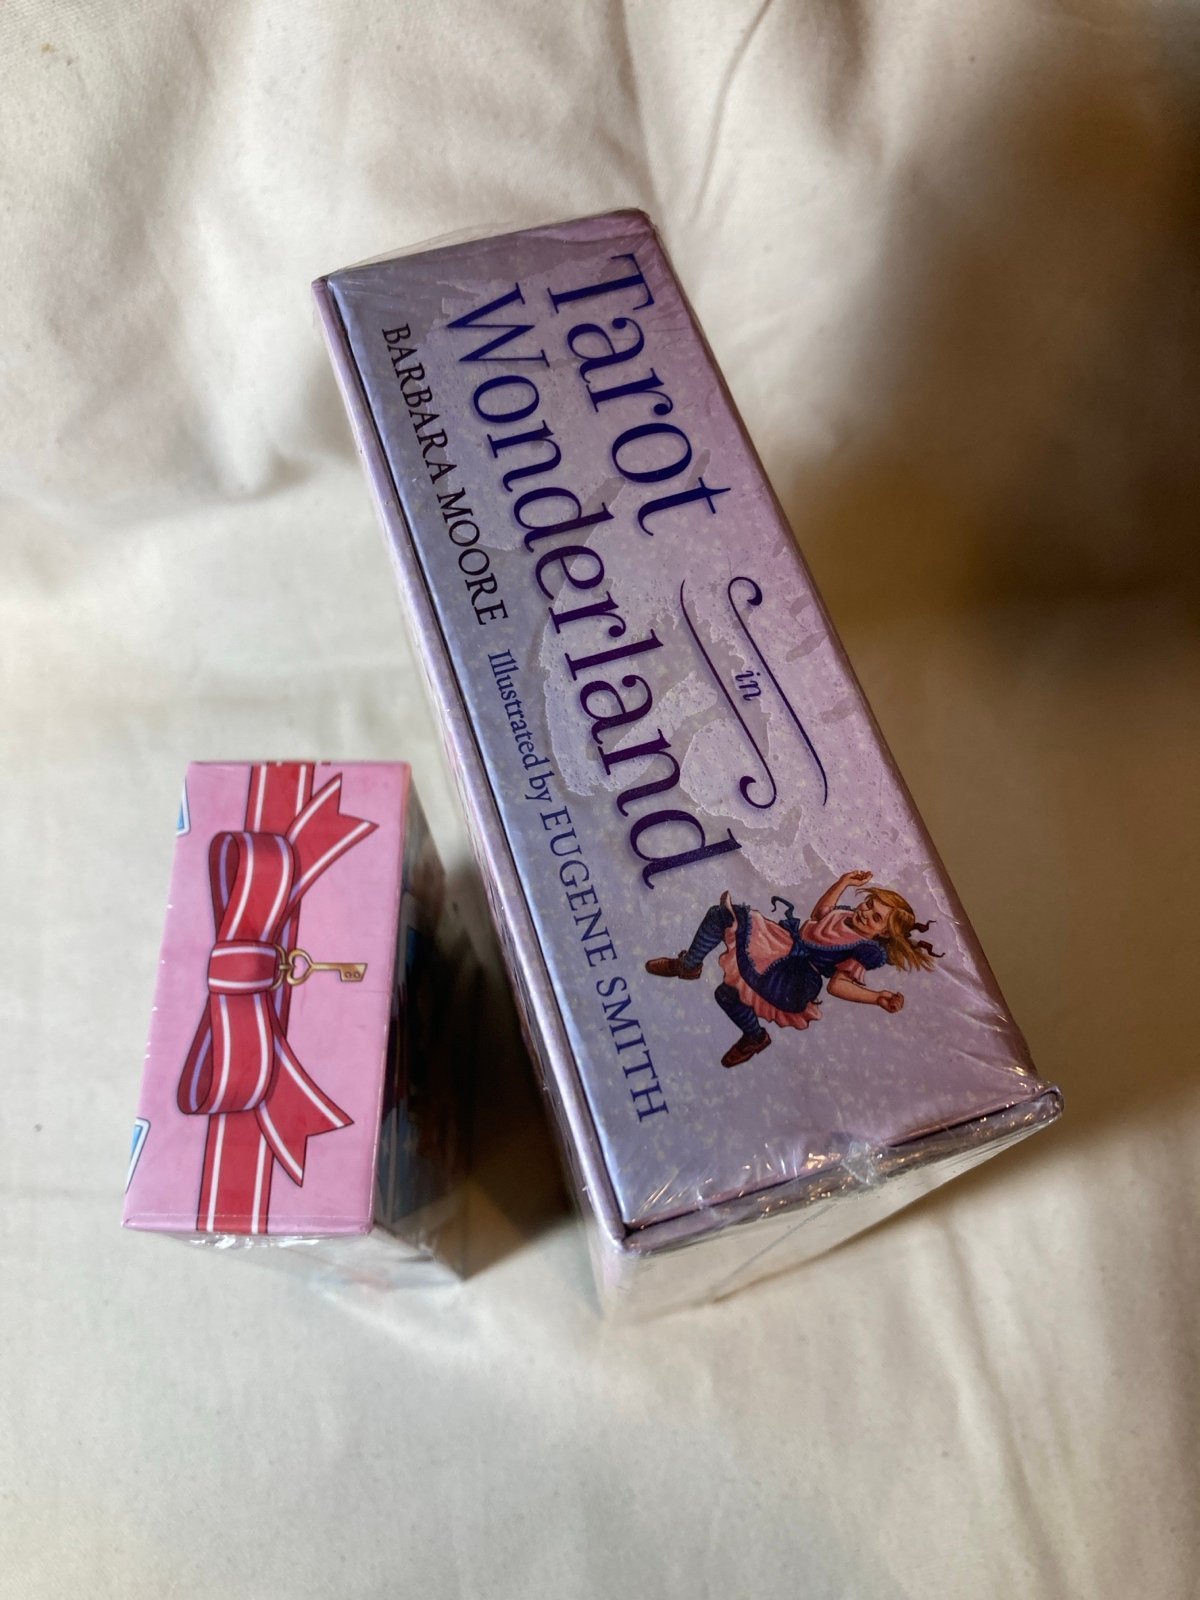 Tarot
in
Wonderland
BARBARA MOORE Illustrated by EUGENE SMITH